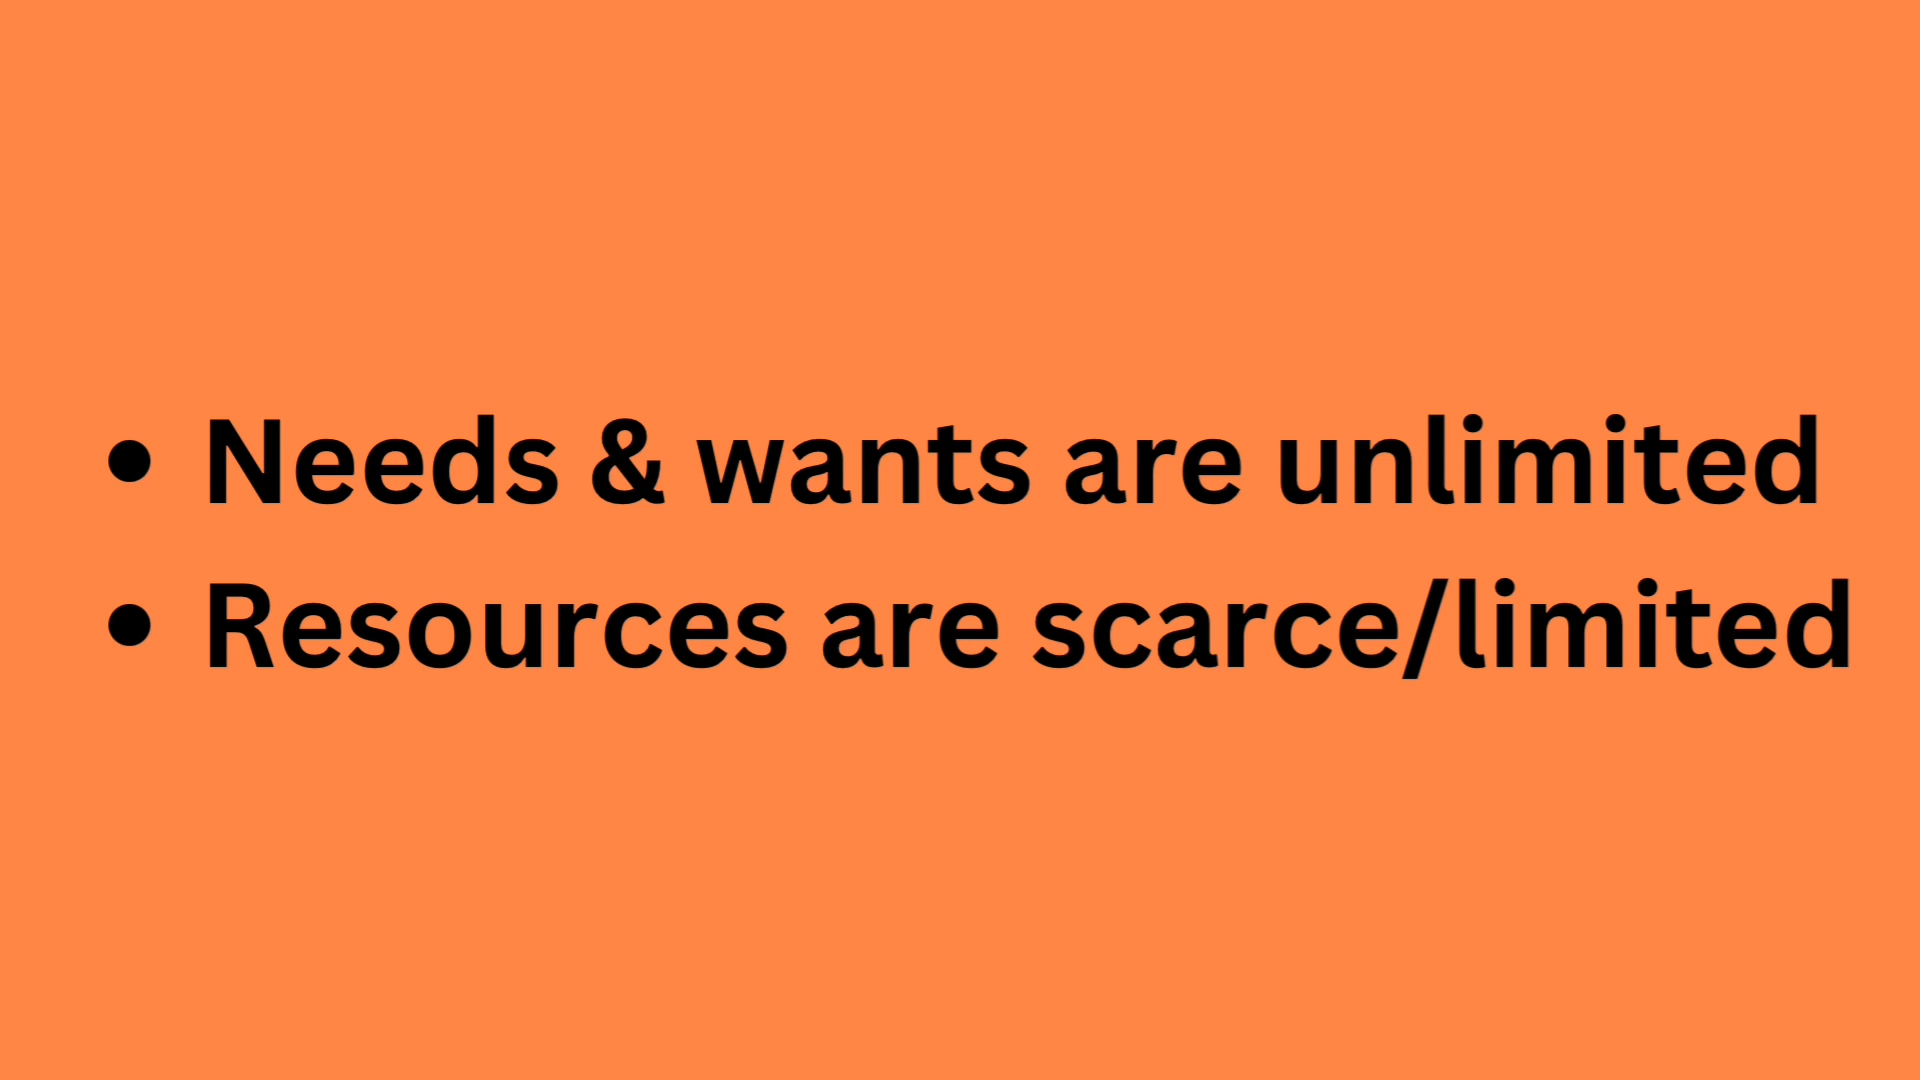 • Needs & wants are unlimited
• Resources are scarce/limited